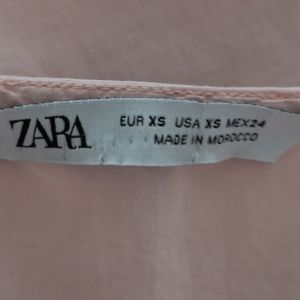 ZARA
EUR XS USA XS MEX 24
MADE IN MOROCCO